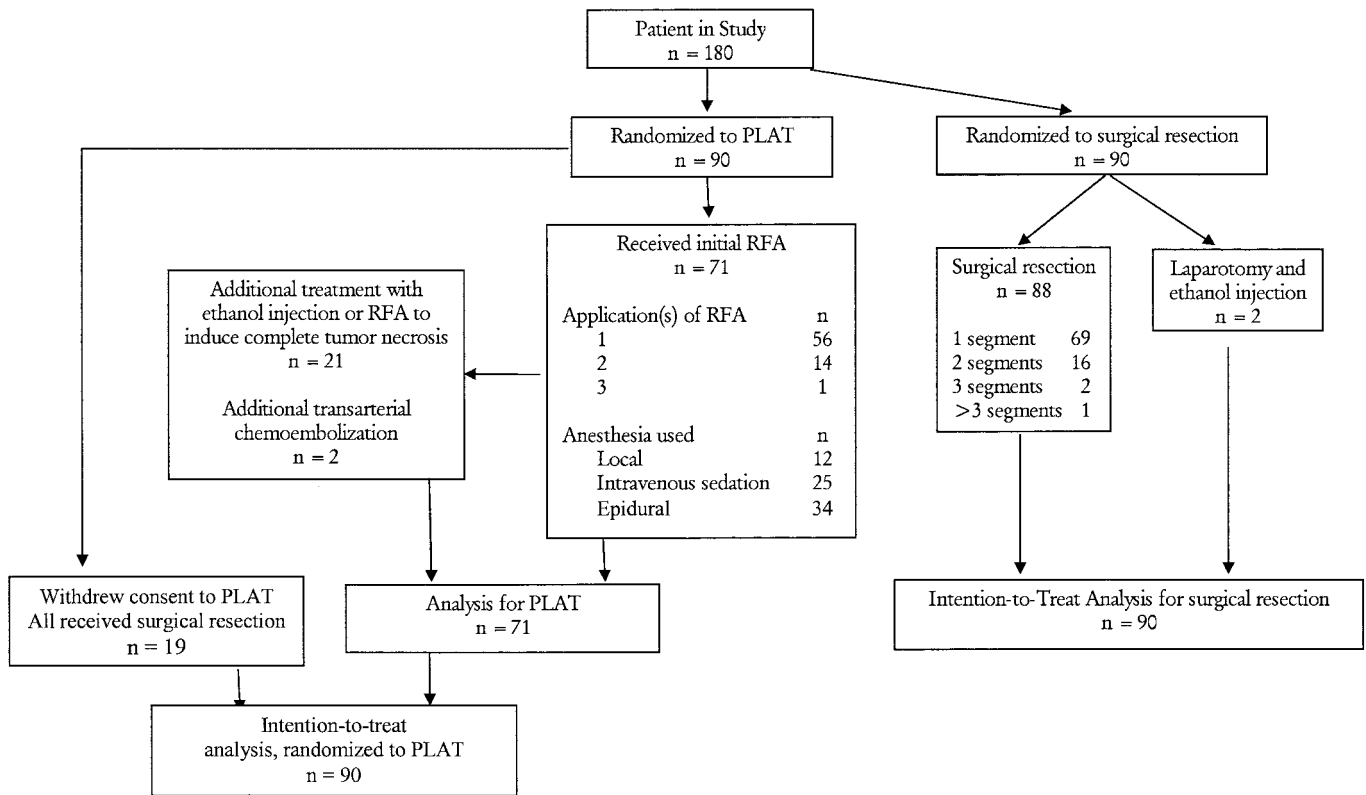 Patient in Study
n = 180
Randomized to PLAT
n = 90
Randomized to surgical resection
n = 90
Received initial RFA
n = 71
Application(s) of RFA n
1 56
2 14
3 1
Anesthesia used n
Local 12
Intravenous sedation 25
Epidural 34
Additional treatment with
ethanol injection or RFA to
induce complete tumor necrosis
n = 21
Additional transarterial
chemoembolization
n = 2
Surgical resection
n = 88
1 segment 69
2 segments 16
3 segments 2
>3 segments 1
Laparotomy and
ethanol injection
n = 2
Withdrew consent to PLAT
All received surgical resection
n = 19
Analysis for PLAT
n = 71
Intention-to-Treat Analysis for surgical resection
n = 90
Intention-to-treat
analysis, randomized to PLAT
n = 90